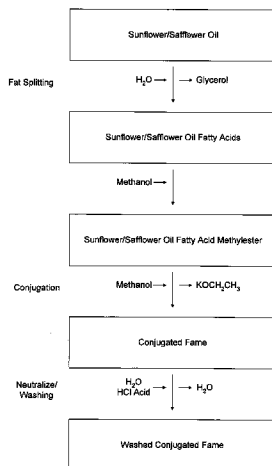 Sunflower/Safflower Oil
Fat Splitting
H₂O
Glycerol
Sunflower/Safflower Oil Fatty Acids
Methanol
Sunflower/Safflower Oil Fatty Acid Methylester
Conjugation
Methanol
KOCH₂CH₃
Conjugated Fame
Neutralize/
Washing
H₂O
HCl Acid
H₂O
Washed Conjugated Fame